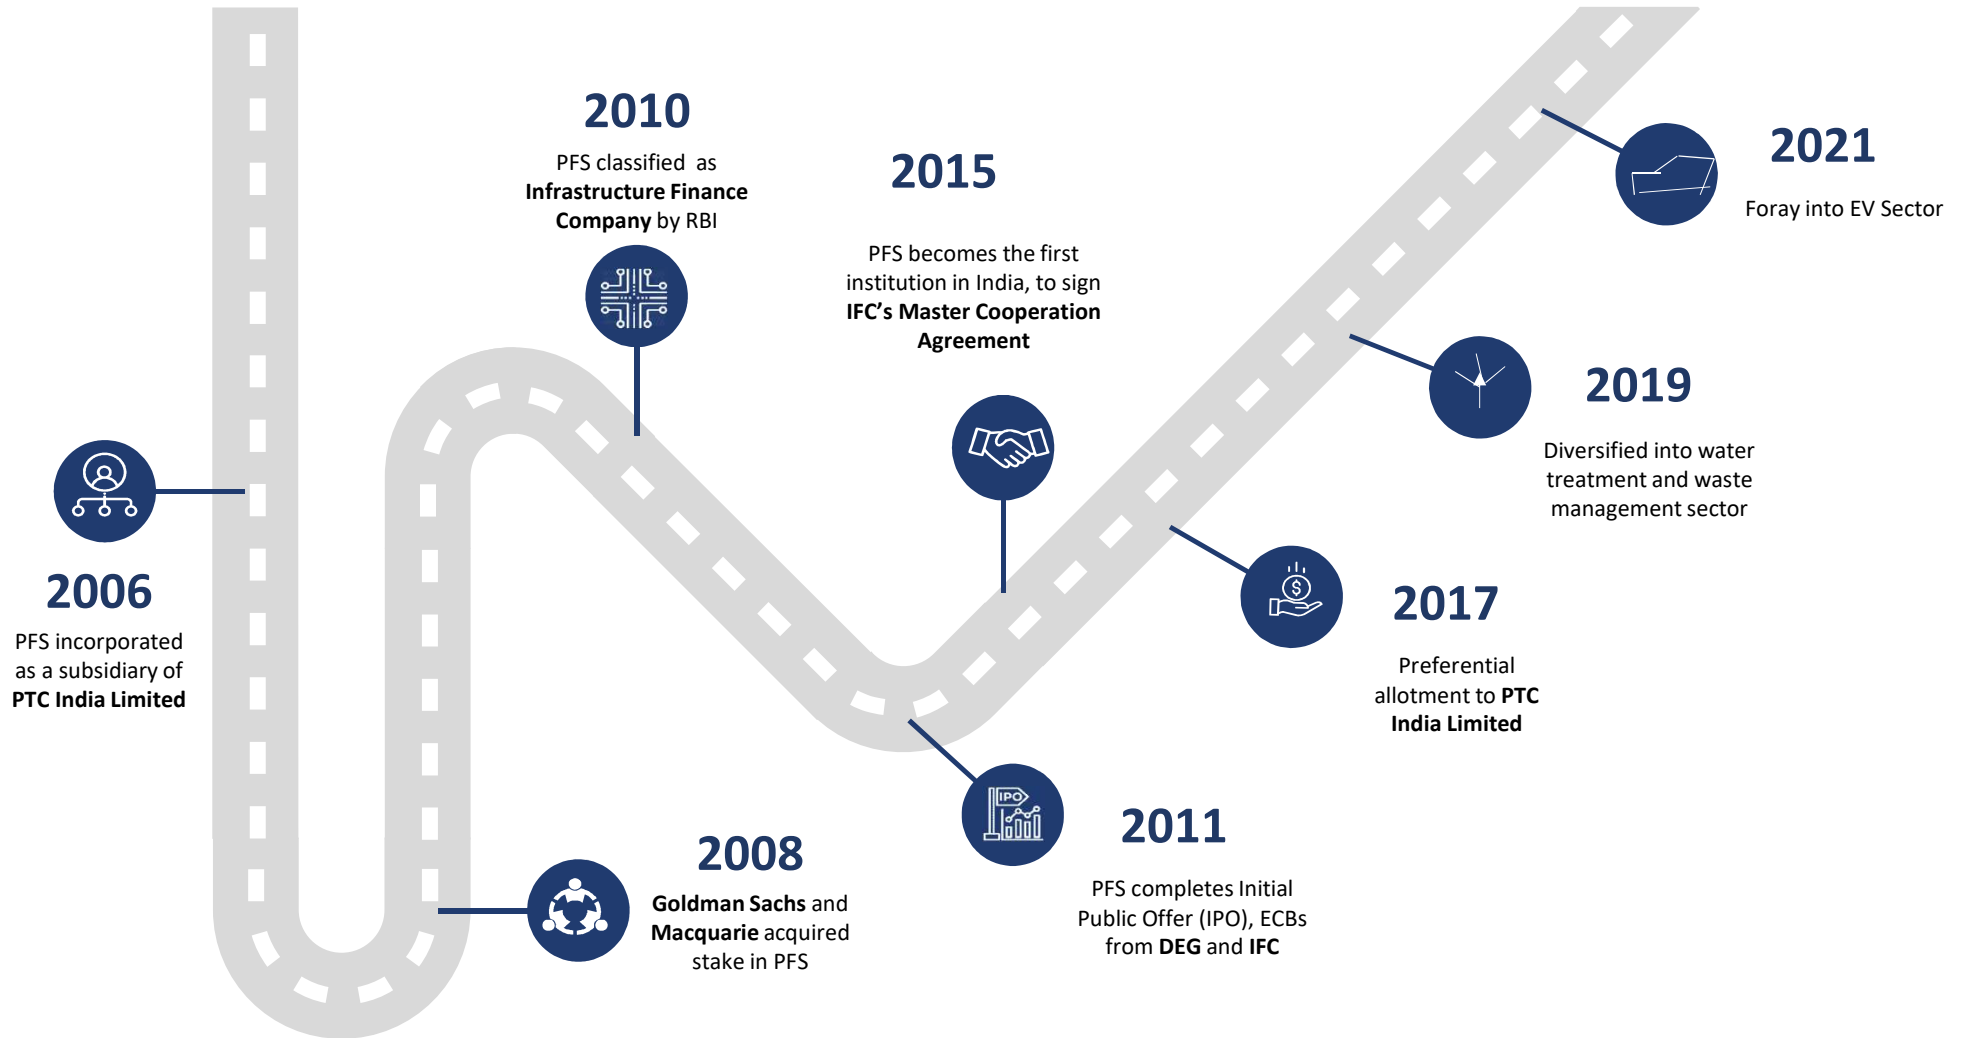 2006
PFS incorporated
as a subsidiary of
PTC India Limited
2008
Goldman Sachs and
Macquarie acquired
stake in PFS
2010
PFS classified as
Infrastructure Finance
Company by RBI
2011
IPO
PFS completes Initial
Public Offer (IPO), ECBs
from DEG and IFC
2015
PFS becomes the first
institution in India, to sign
IFC’s Master Cooperation
Agreement
$
2017
Preferential
allotment to PTC
India Limited
2019
Diversified into water
treatment and waste
management sector
2021
Foray into EV Sector